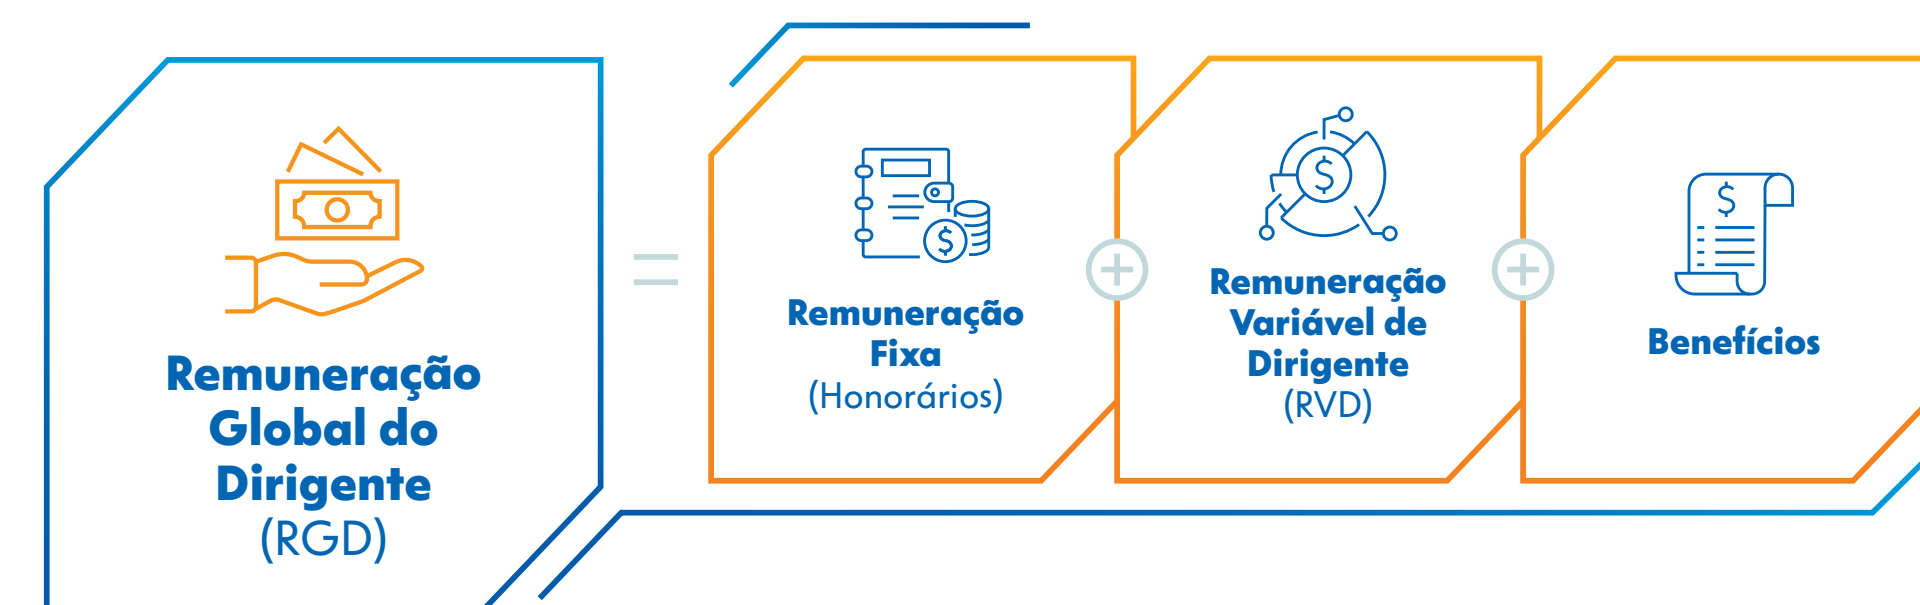 Remuneração
Global do
Dirigente
(RGD)
=
Remuneração
Fixa
(Honorários)
+
Remuneração
Variável de
Dirigente
(RVD)
+
Benefícios